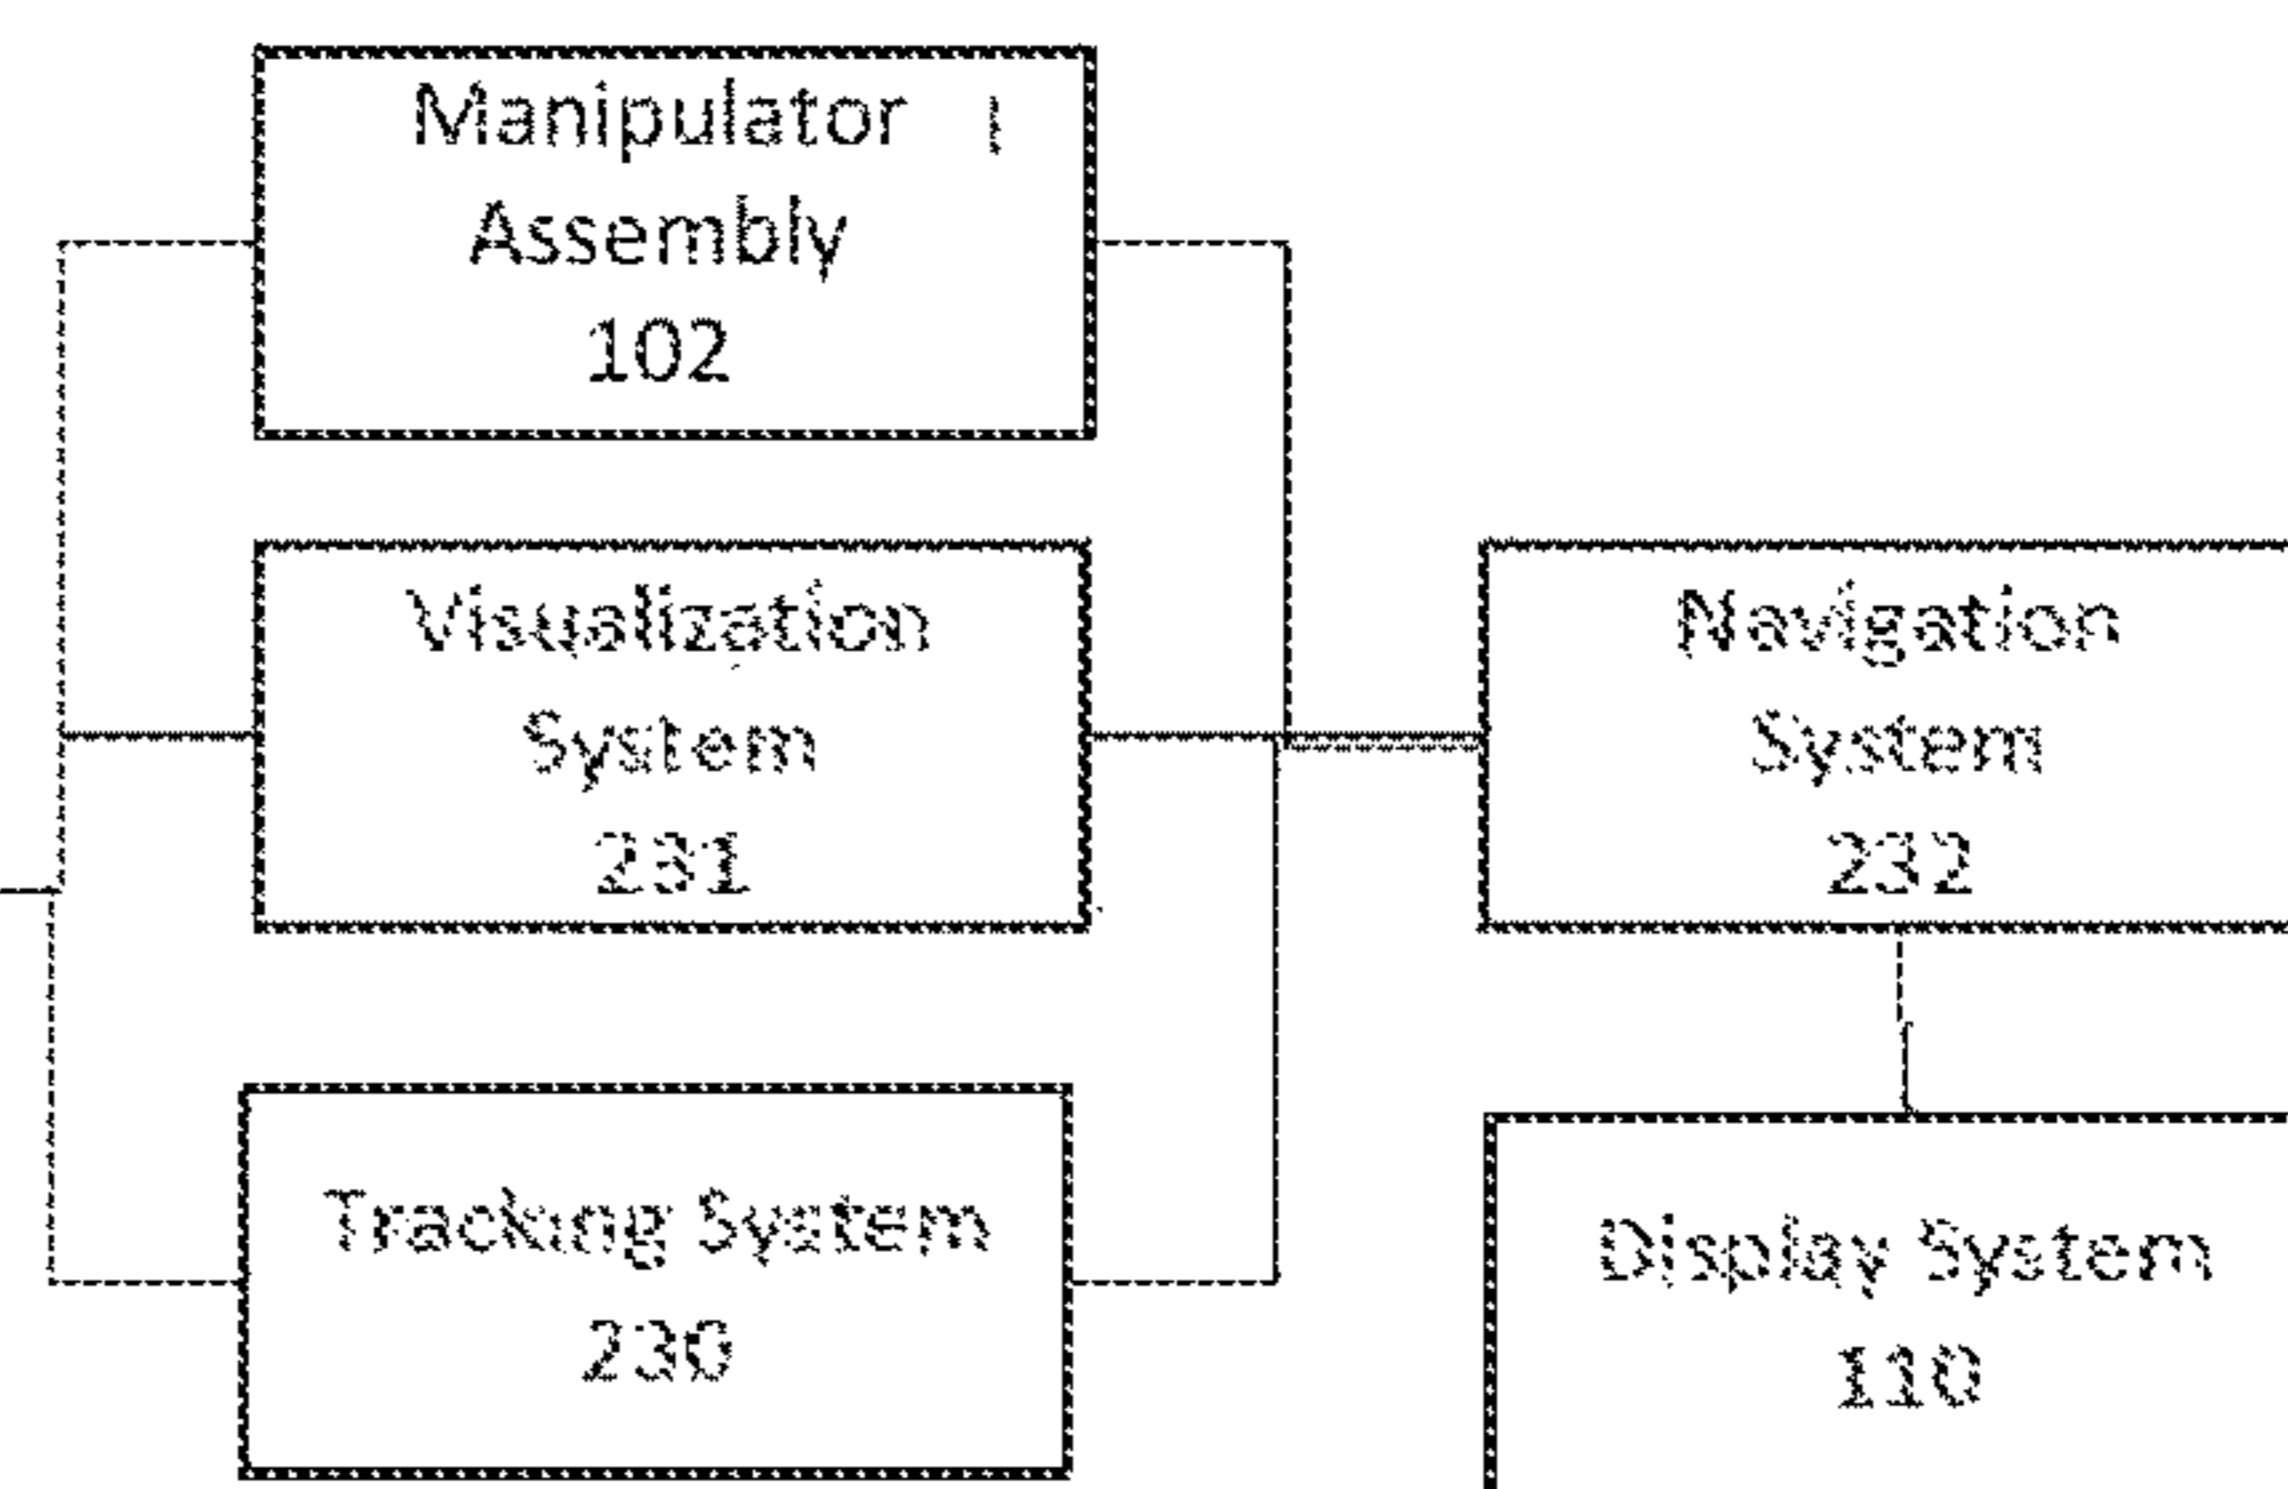 Manipulator
Assembly
102
Visualization
System
231
Navigation
System
232
Tracking System
230
Display System
110